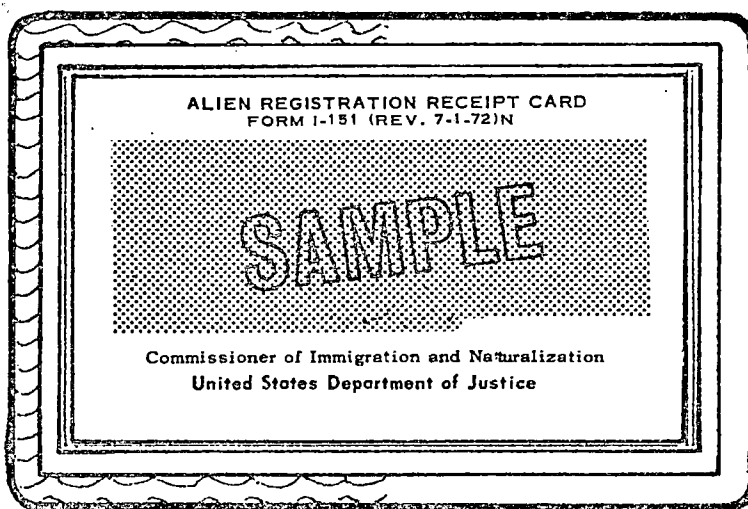 ALIEN REGISTRATION RECEIPT CARD
FORM I-151 (REV. 7-1-72)N
SAMPLE
Commissioner of Immigration and Naturalization
United States Department of Justice